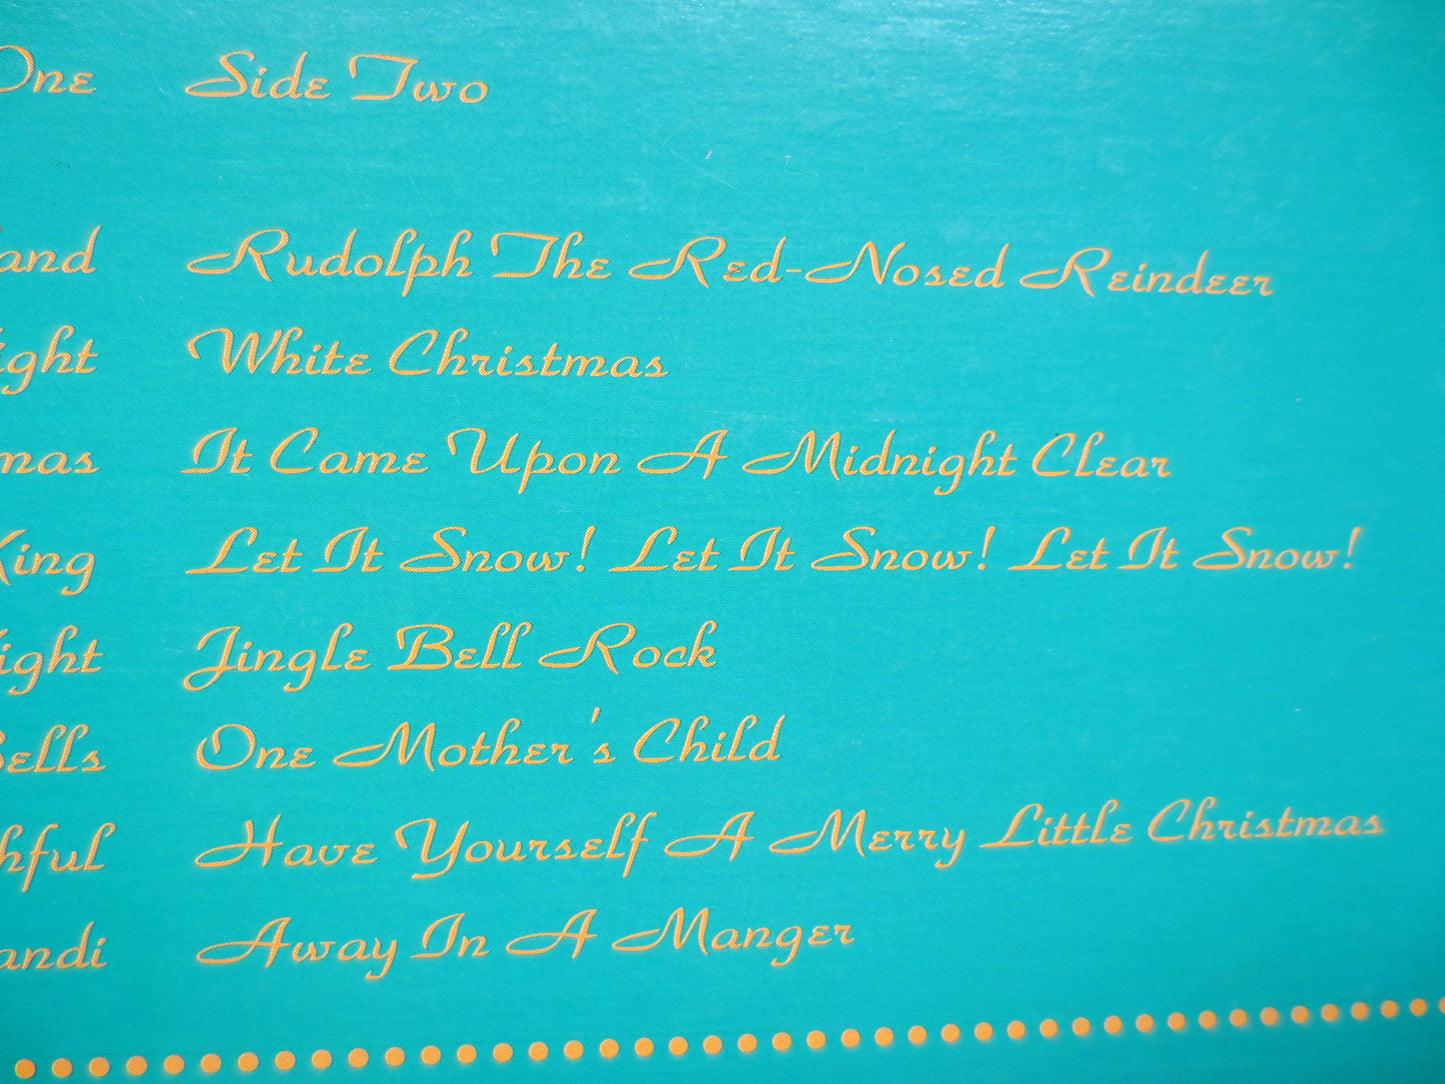 One Side Two
and Rudolph The Red-Nosed Reindeer
ight White Christmas
mas It Came Upon A Midnight Clear
King Let It Snow! Let It Snow! Let It Snow!
ight Jingle Bell Rock
Bells One Mother's Child
hful Have Yourself A Merry Little Christmas
andi Away In A Manger